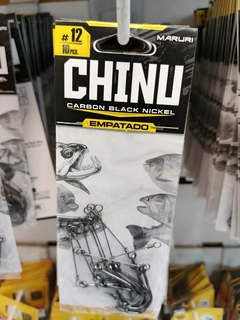 # 12
10 PCS.
MARURI
CHINU
CARBON BLACK NICKEL
EMPATADO